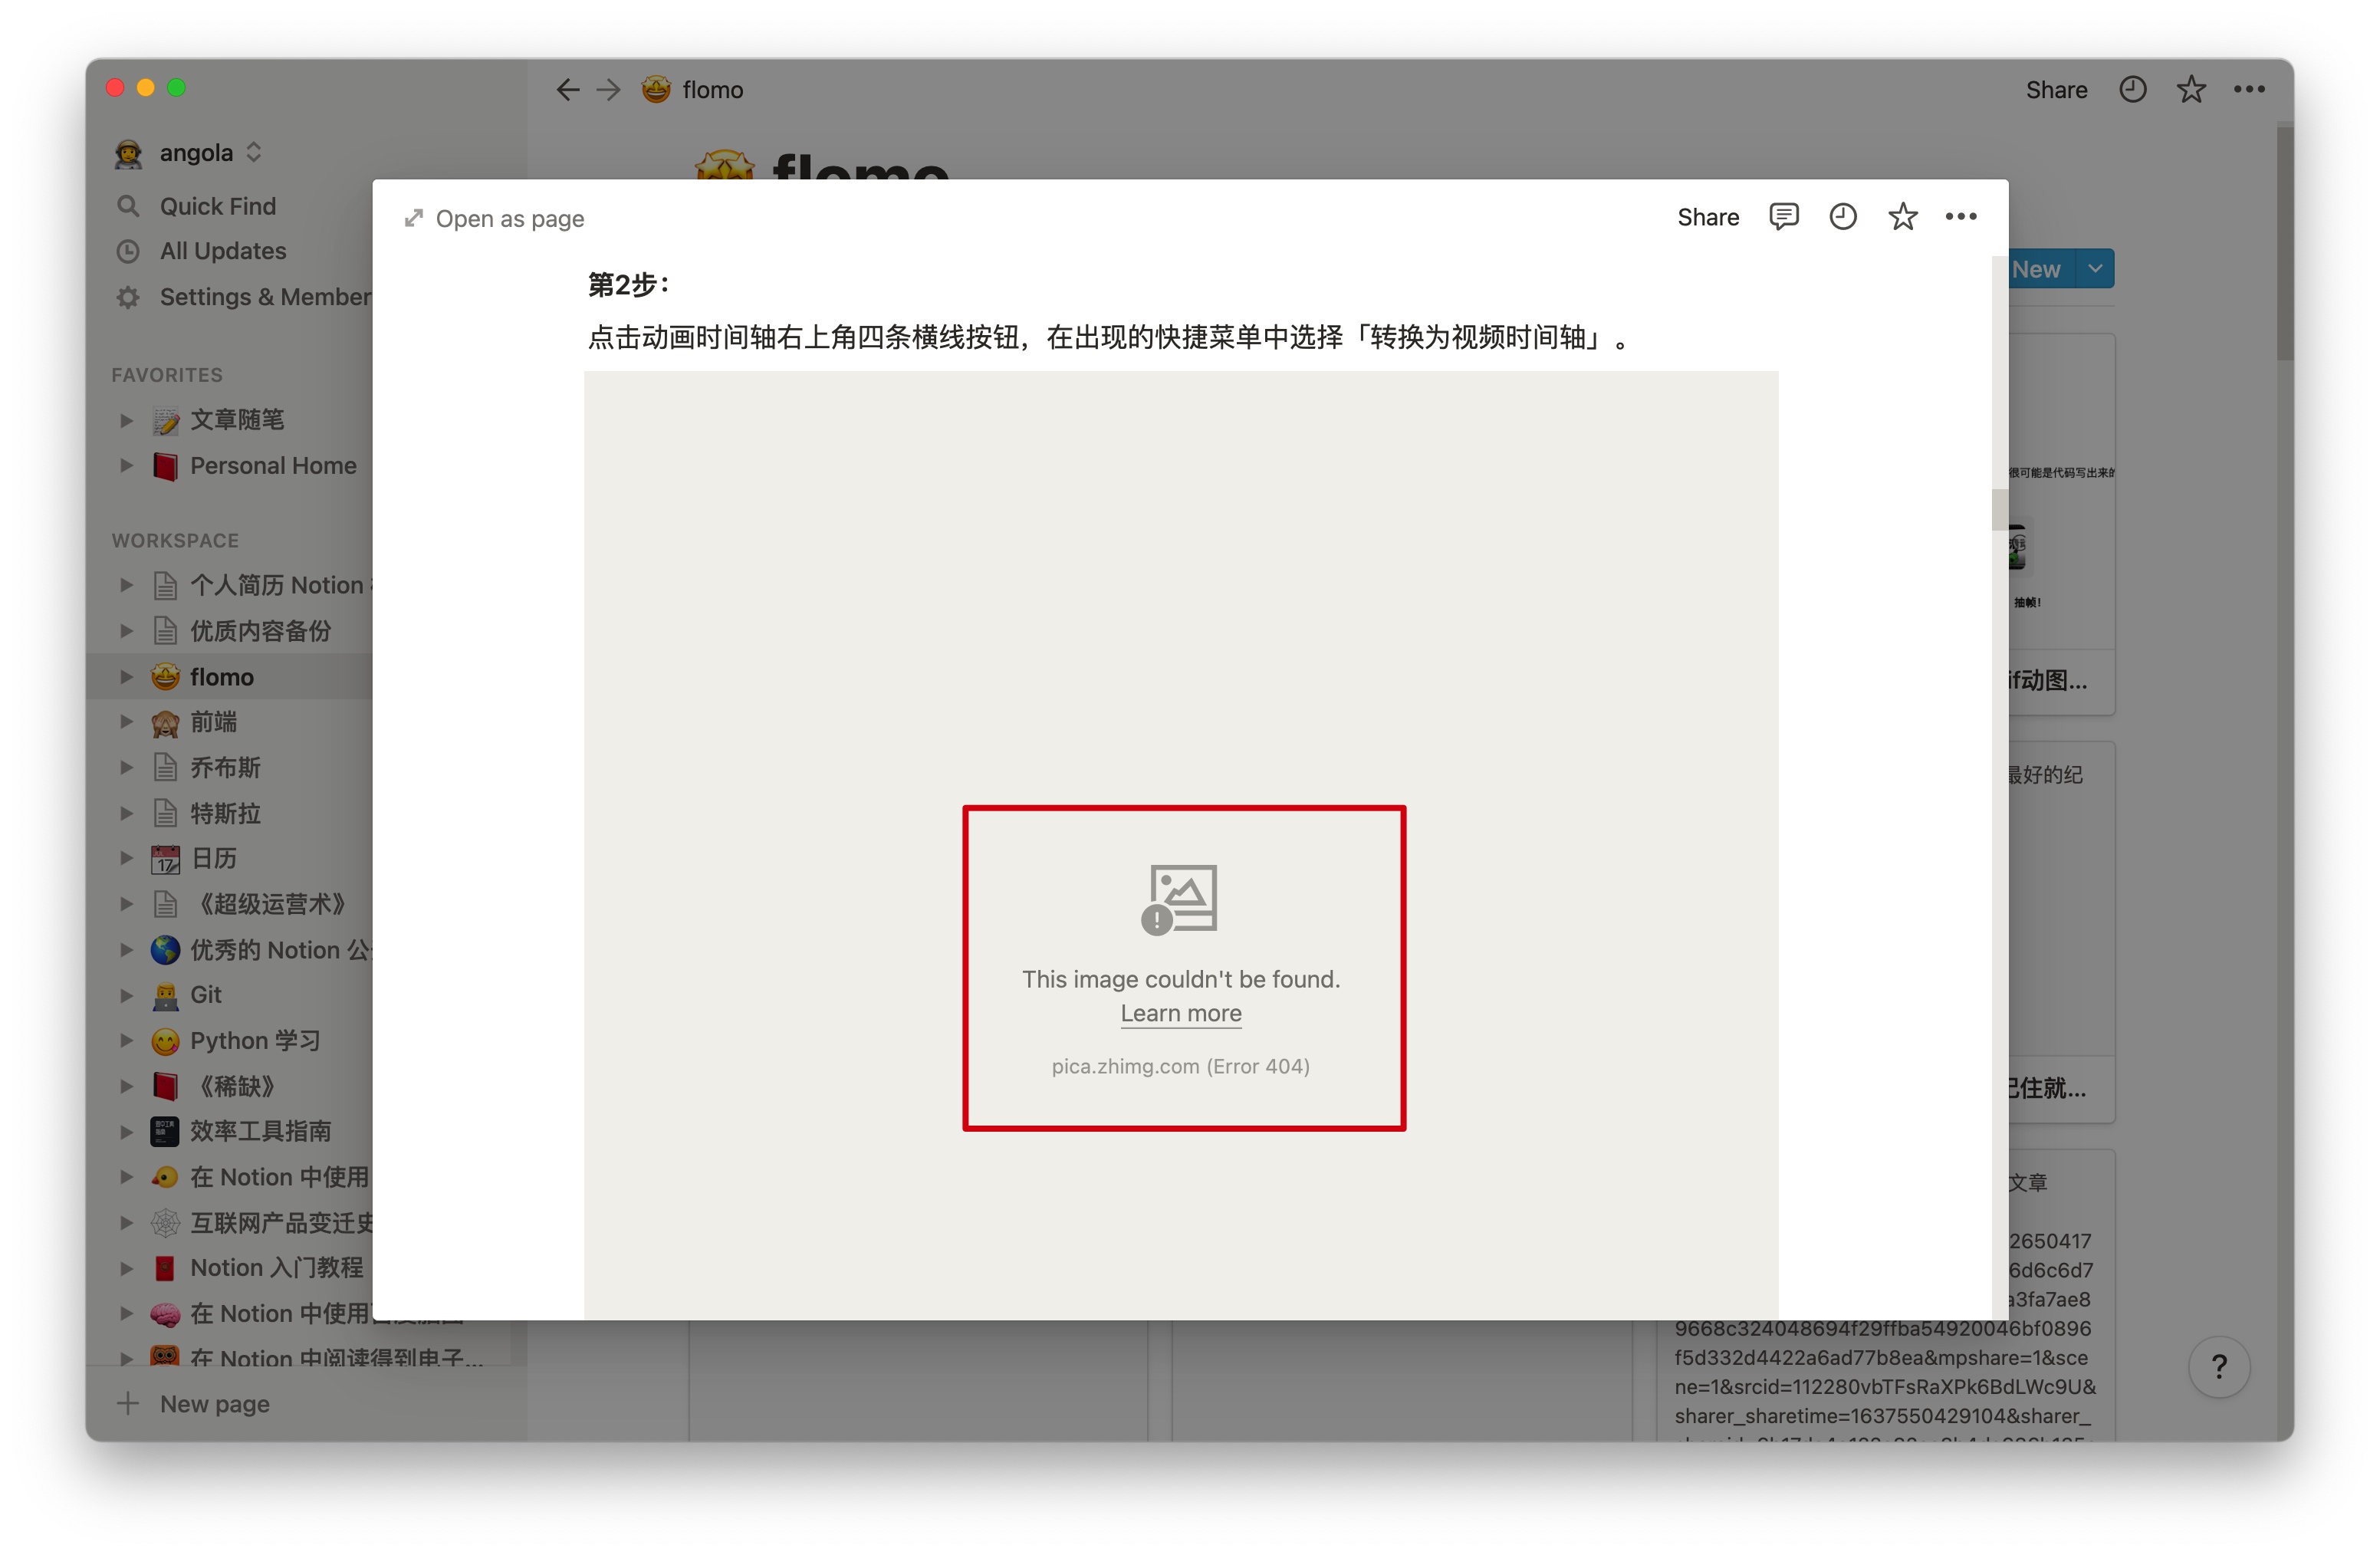 flomo
Share
angola
Quick Find
All Updates
Settings & Member
FAVORITES
文章随笔
Personal Home
WORKSPACE
个人简历 Notion
优质内容备份
flomo
前端
乔布斯
特斯拉
17
日历
《超级运营术》
优秀的 Notion 公
Git
Python 学习
《稀缺》
效率工具指南
在 Notion 中使用
互联网产品变迁史
Notion 入门教程
在 Notion 中使用
在 Notion 中阅读得到电子...
New page
flomo
New
Open as page
Share
第2步：
点击动画时间轴右上角四条横线按钮，在出现的快捷菜单中选择「转换为视频时间轴」。
This image couldn't be found.
Learn more
pica.zhimg.com (Error 404)
很可能是代码写出来的
抽帧！
if动图...
最好的纪
记住就...
文章
2650417
6d6c6d7
a3fa7ae8
9668c324048694f29ffba54920046bf0896
f5d332d4422a6ad77b8ea&mpshare=1&sce
ne=1&srcid=112280vbTFsRaXPk6BdLWc9U&
sharer_sharetime=1637550429104&sharer_
?